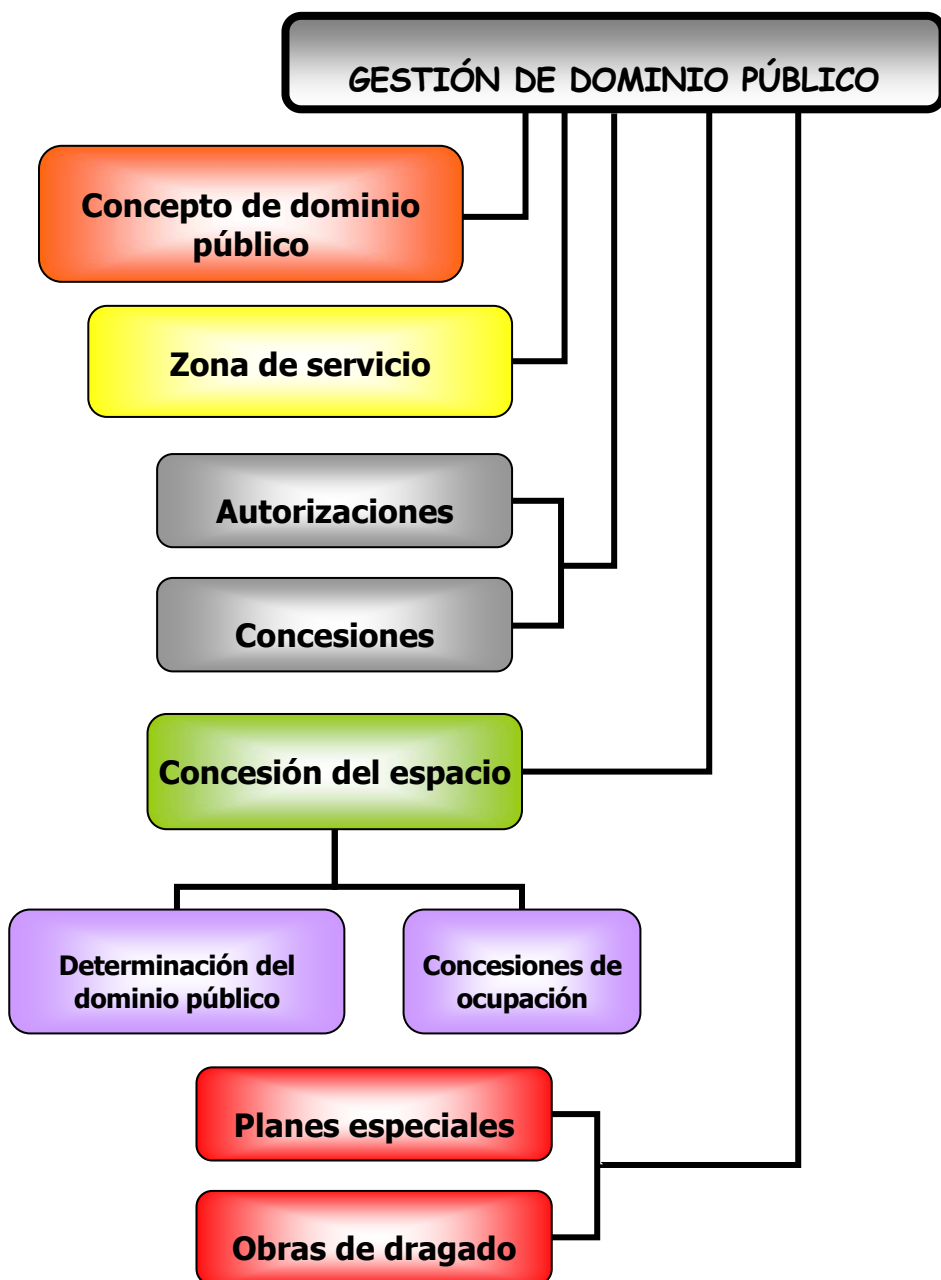 GESTIÓN DE DOMINIO PÚBLICO
Concepto de dominio
público
Zona de servicio
Autorizaciones
Concesiones
Concesión del espacio
Determinación del
dominio público
Concesiones de
ocupación
Planes especiales
Obras de dragado